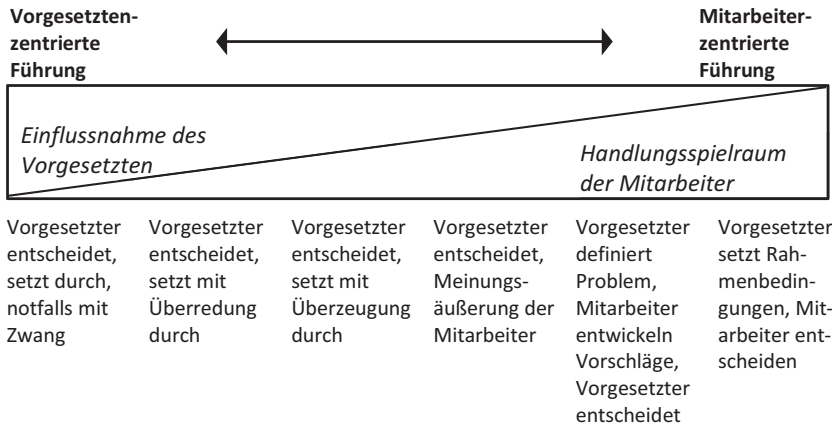 Vorgesetzten-
zentrierte
Führung
Mitarbeiter-
zentrierte
Führung
Einflussnahme des
Vorgesetzten
Handlungsspielraum
der Mitarbeiter
Vorgesetzter
entscheidet,
setzt durch,
notfalls mit
Zwang
Vorgesetzter
entscheidet,
setzt mit
Überredung
durch
Vorgesetzter
entscheidet,
setzt mit
Überzeugung
durch
Vorgesetzter
entscheidet,
Meinungs-
äußerung der
Mitarbeiter
Vorgesetzter
definiert
Problem,
Mitarbeiter
entwickeln
Vorschläge,
Vorgesetzter
entscheidet
Vorgesetzter
setzt Rah-
menbedin-
gungen, Mit-
arbeiter ent-
scheiden